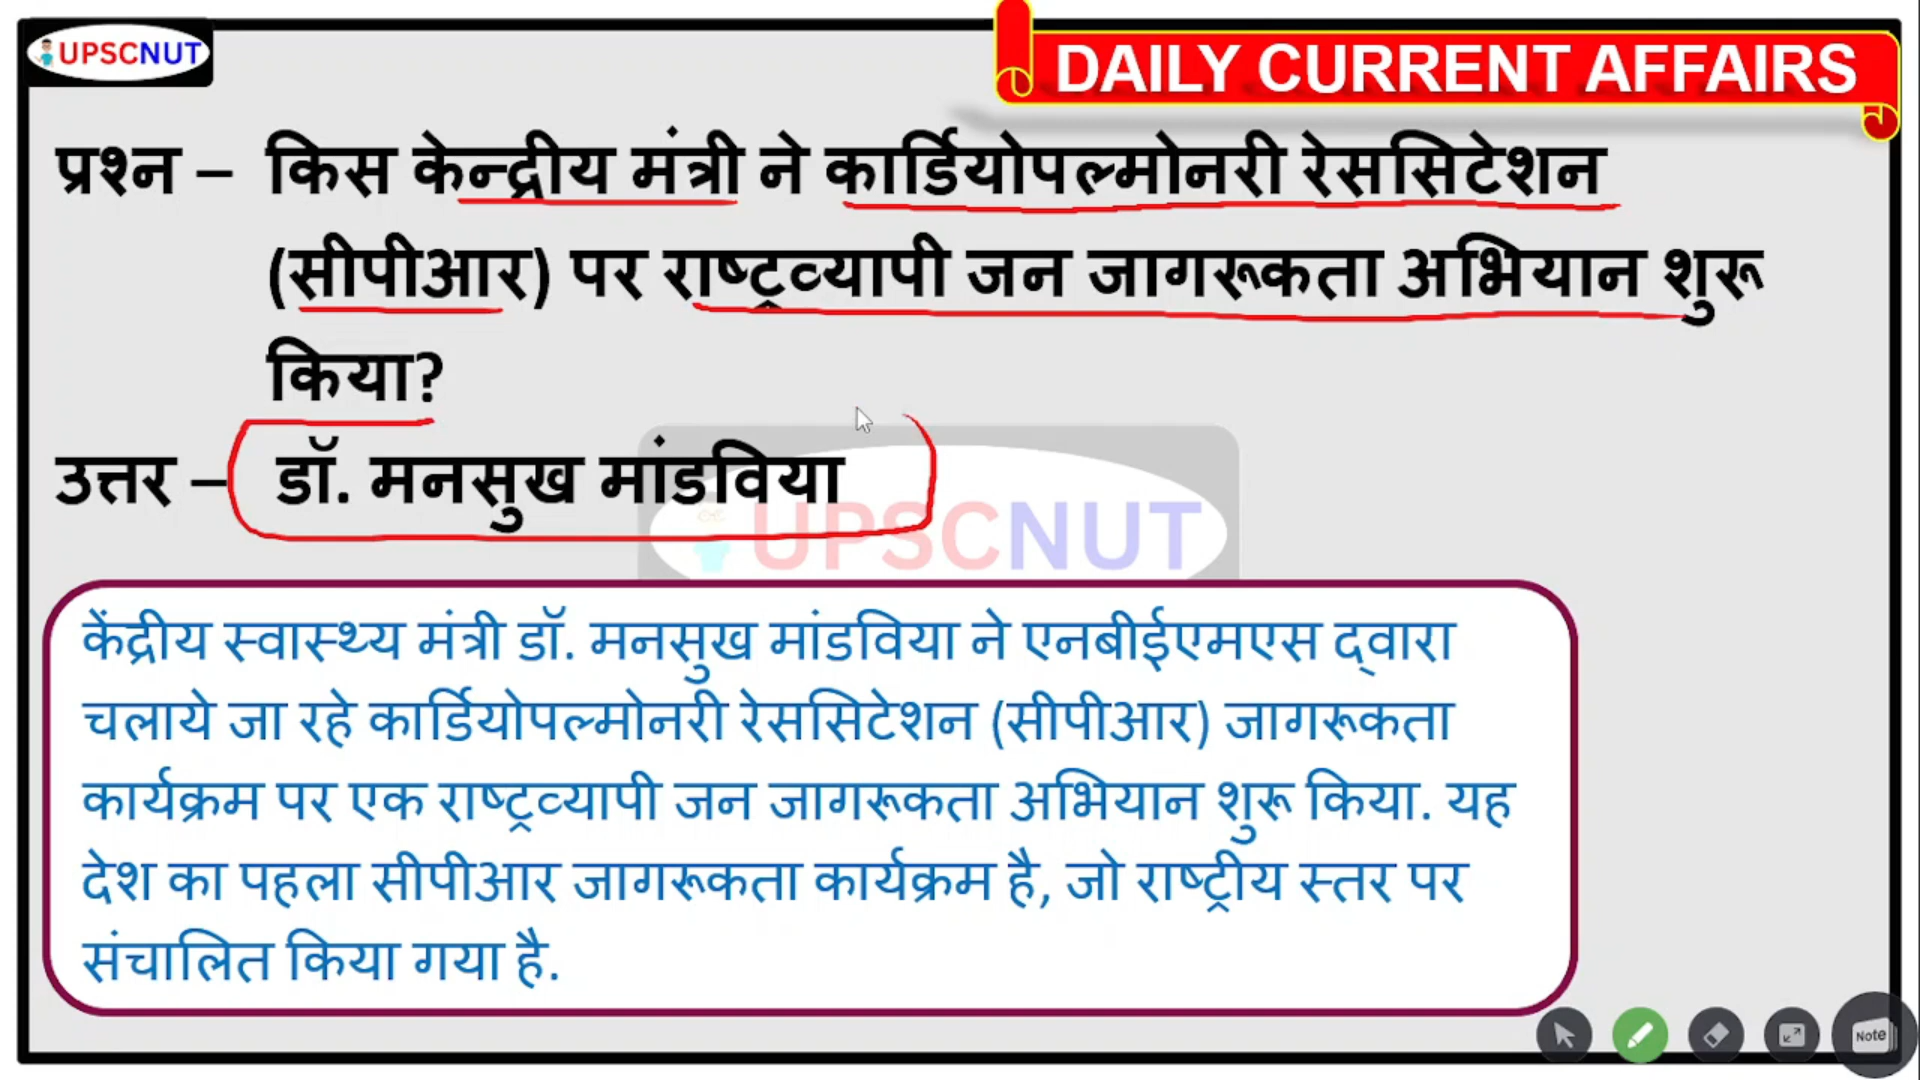 UPSCNUT
DAILY CURRENT AFFAIRS
प्रश्न – किस केन्द्रीय मंत्री ने कार्डियोपल्मोनरी रेससिटेशन
(सीपीआर) पर राष्ट्रव्यापी जन जागरूकता अभियान शुरू
किया?
उत्तर – डॉ. मनसुख मांडविया
UPSCNUT
केंद्रीय स्वास्थ्य मंत्री डॉ. मनसुख मांडविया ने एनबीईएमएस द्वारा
चलाये जा रहे कार्डियोपल्मोनरी रेससिटेशन (सीपीआर) जागरूकता
कार्यक्रम पर एक राष्ट्रव्यापी जन जागरूकता अभियान शुरू किया. यह
देश का पहला सीपीआर जागरूकता कार्यक्रम है, जो राष्ट्रीय स्तर पर
संचालित किया गया है.
Note